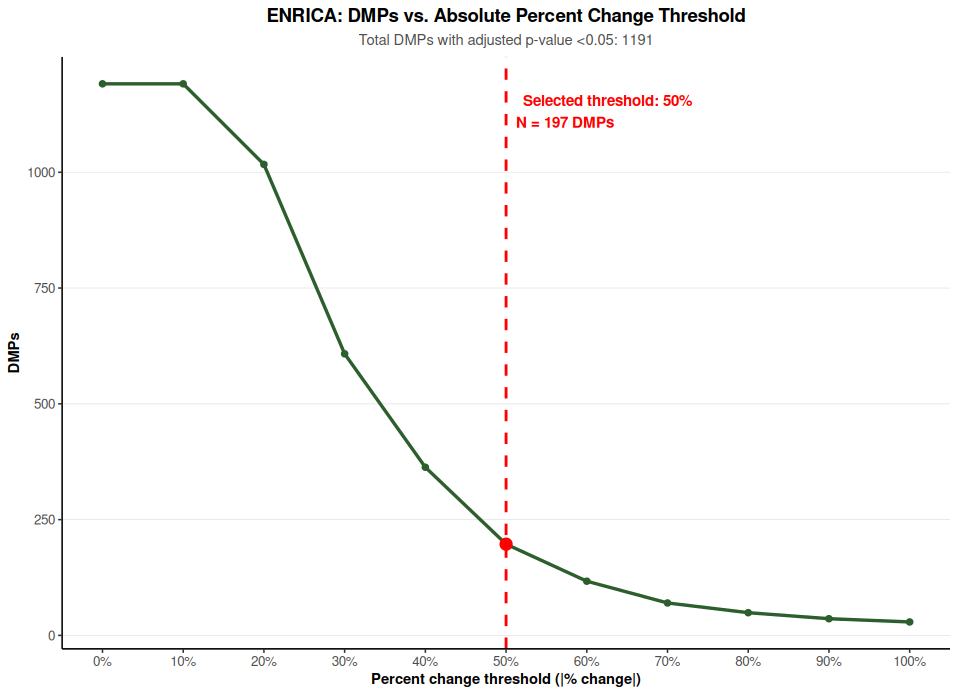 ENRICA: DMPs vs. Absolute Percent Change Threshold
Total DMPs with adjusted p-value <0.05: 1191
Selected threshold: 50%
N = 197 DMPs
DMPs
1000
750
500
250
0
0% 10% 20% 30% 40% 50% 60% 70% 80% 90% 100%
Percent change threshold (|% change|)